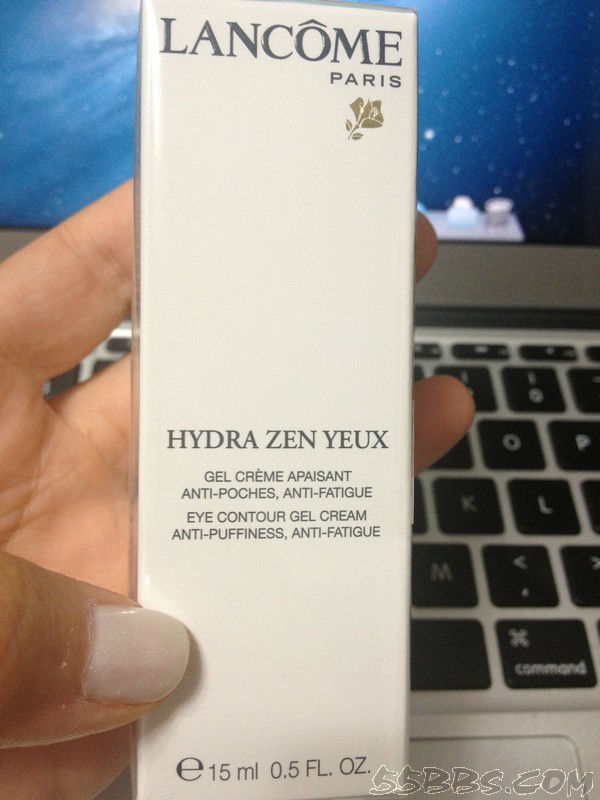 LANCÔME
PARIS
HYDRA ZEN YEUX
GEL CRÈME APAISANT
ANTI-POCHES, ANTI-FATIGUE
EYE CONTOUR GEL CREAM
ANTI-PUFFINESS, ANTI-FATIGUE
℮ 15 ml 0.5 FL. OZ.
O
P
K
L
M
<
,
⌘
command
55BBS.COM